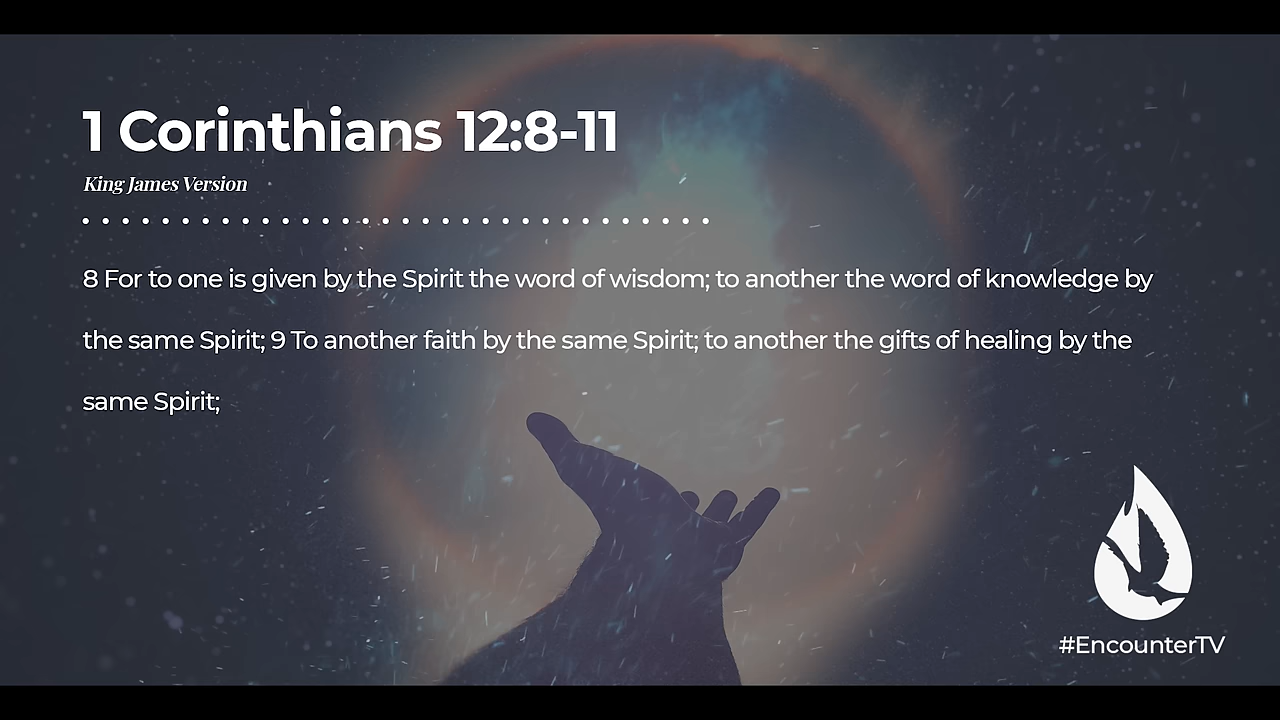 1 Corinthians 12:8-11
King James Version
8 For to one is given by the Spirit the word of wisdom; to another the word of knowledge by
the same Spirit; 9 To another faith by the same Spirit; to another the gifts of healing by the
same Spirit;
#EncounterTV